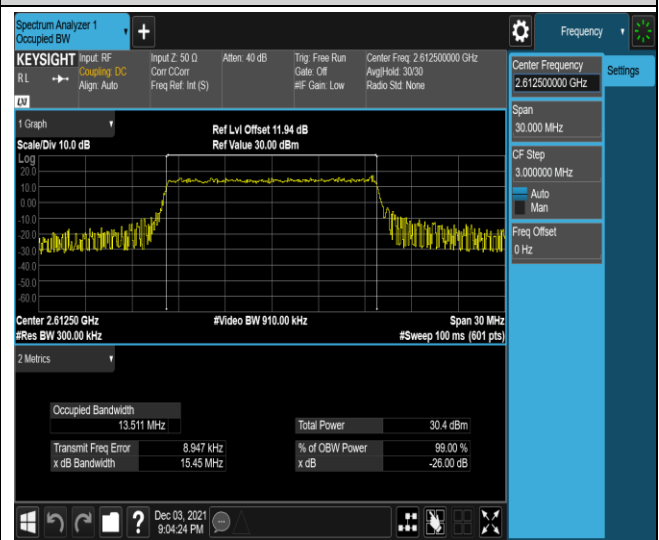 Spectrum Analyzer 1
Occupied BW
+
Frequency
KEYSIGHT
RL
LXI
Input: RF
Coupling: DC
Align: Auto
Input Z: 50 Ω
Corr CCorr
Freq Ref: Int (S)
Atten: 40 dB
Trig: Free Run
Gate: Off
#IF Gain: Low
Center Freq: 2.612500000 GHz
Avg|Hold: 30/30
Radio Std: None
Center Frequency
2.612500000 GHz
Settings
Span
30.000 MHz
CF Step
3.000000 MHz
Auto
Man
Freq Offset
0 Hz
1 Graph
Scale/Div 10.0 dB
Ref Lvl Offset 11.94 dB
Ref Value 30.00 dBm
Log
20.0
10.0
0.00
-10.0
-20.0
-30.0
-40.0
-50.0
-60.0
Center 2.61250 GHz
#Video BW 910.00 kHz
Span 30 MHz
#Res BW 300.00 kHz
#Sweep 100 ms (601 pts)
2 Metrics
Occupied Bandwidth
13.511 MHz
Total Power 30.4 dBm
Transmit Freq Error 8.947 kHz
% of OBW Power 99.00 %
x dB Bandwidth 15.45 MHz
x dB -26.00 dB
?
Dec 03, 2021
9:04:24 PM